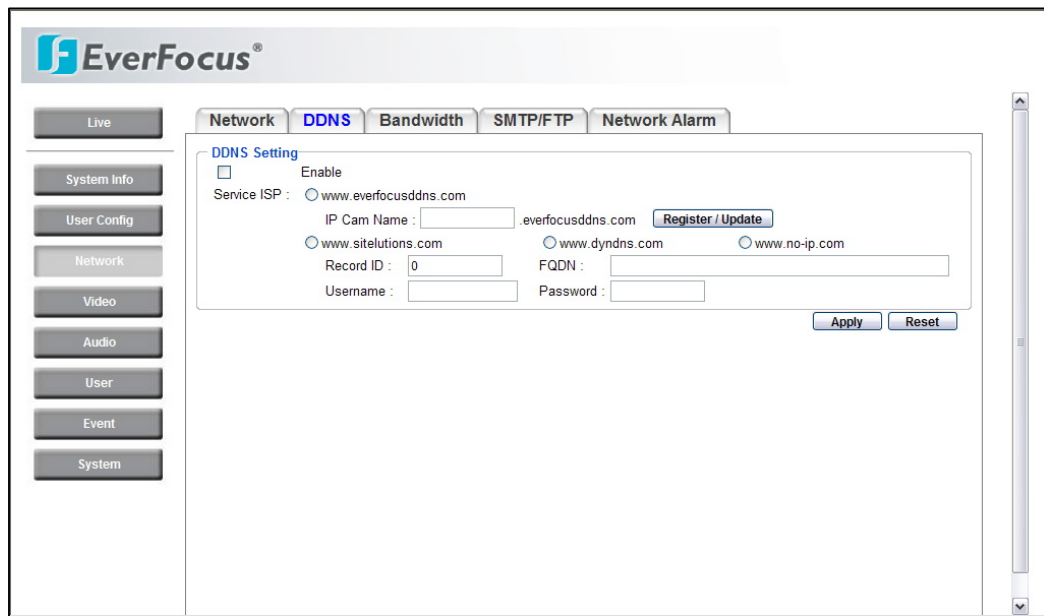 EverFocus®
Live
System Info
User Config
Network
Video
Audio
User
Event
System
Network DDNS Bandwidth SMTP/FTP Network Alarm
DDNS Setting
Enable
Service ISP : www.everfocusddns.com
IP Cam Name : .everfocusddns.com Register / Update
www.sitelutions.com www.dyndns.com www.no-ip.com
Record ID : 0 FQDN :
Username : Password :
Apply Reset